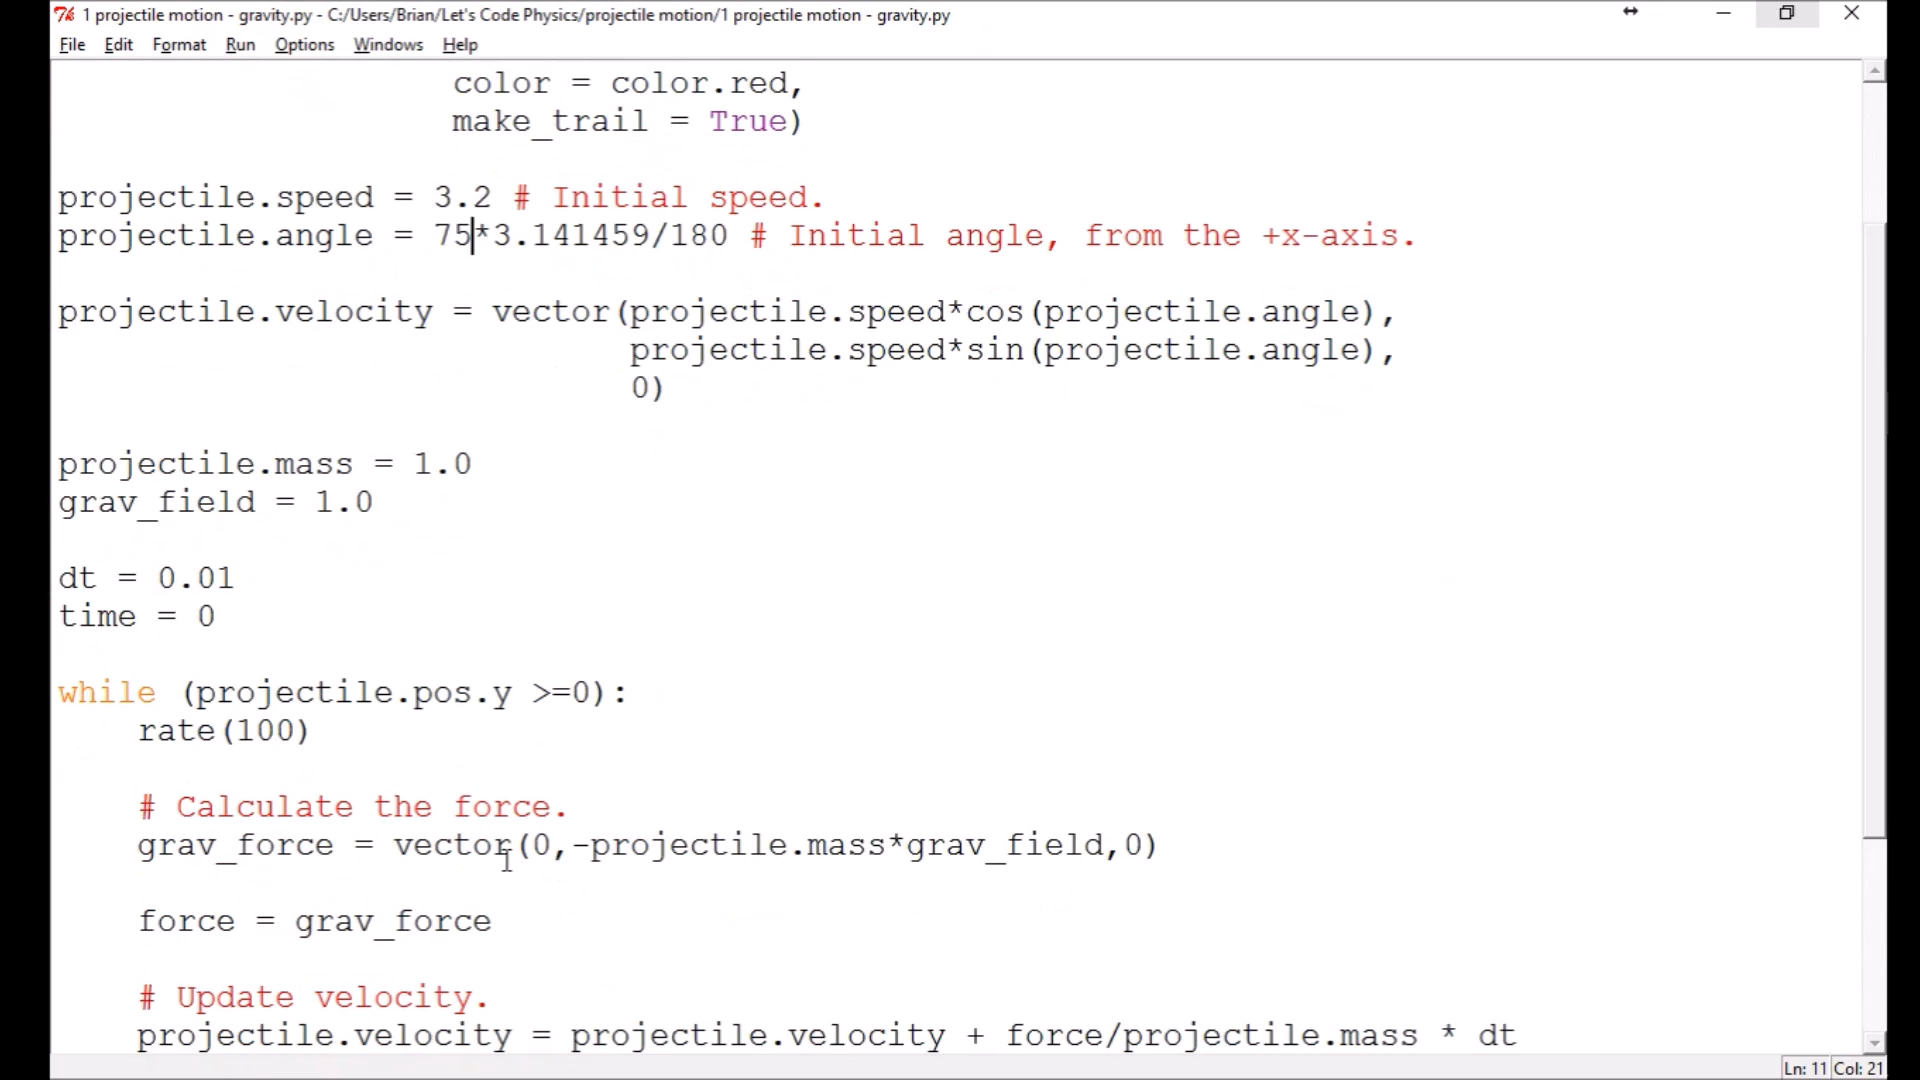 1 projectile motion - gravity.py - C:/Users/Brian/Let's Code Physics/projectile motion/1 projectile motion - gravity.py
File Edit Format Run Options Windows Help
color = color.red,
make_trail = True)
projectile.speed = 3.2 # Initial speed.
projectile.angle = 75*3.141459/180 # Initial angle, from the +x-axis.
projectile.velocity = vector(projectile.speed*cos(projectile.angle),
projectile.speed*sin(projectile.angle),
0)
projectile.mass = 1.0
grav_field = 1.0
dt = 0.01
time = 0
while (projectile.pos.y >=0):
rate(100)
# Calculate the force.
grav_force = vector(0,-projectile.mass*grav_field,0)
force = grav_force
# Update velocity.
projectile.velocity = projectile.velocity + force/projectile.mass * dt
Ln: 11 Col: 21